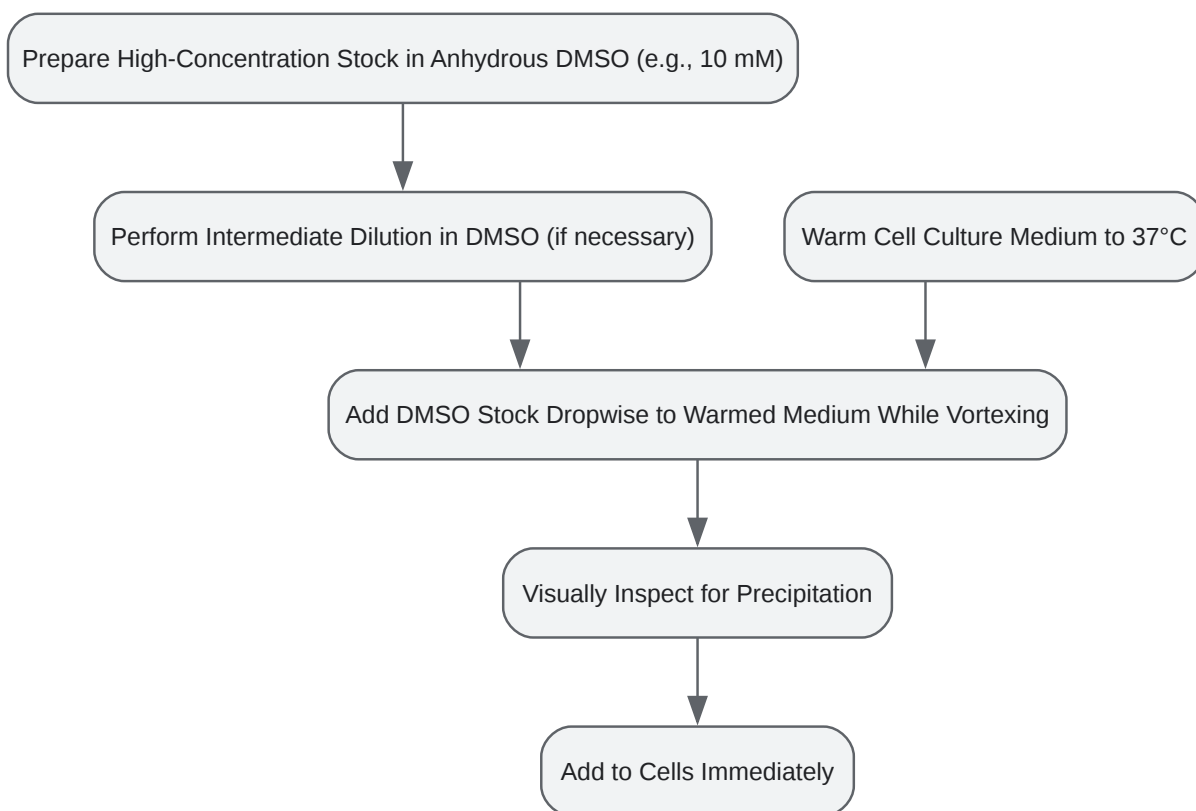 Prepare High-Concentration Stock in Anhydrous DMSO (e.g., 10 mM)
Perform Intermediate Dilution in DMSO (if necessary)
Warm Cell Culture Medium to 37°C
Add DMSO Stock Dropwise to Warmed Medium While Vortexing
Visually Inspect for Precipitation
Add to Cells Immediately